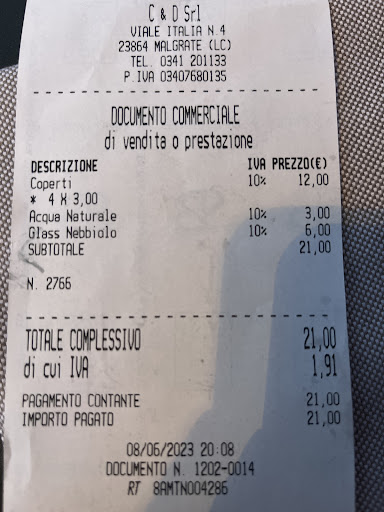 C & D Srl
VIALE ITALIA N.4
23864 MALGRATE (LC)
TEL. 0341 201133
P.IVA 03407680135
DOCUMENTO COMMERCIALE
di vendita o prestazione
DESCRIZIONE IVA PREZZO(€)
Coperti 10% 12,00
* 4 X 3,00
Acqua Naturale 10% 3,00
Glass Nebbiolo 10% 6,00
SUBTOTALE 21,00
N. 2766
TOTALE COMPLESSIVO 21,00
di cui IVA 1,91
PAGAMENTO CONTANTE 21,00
IMPORTO PAGATO 21,00
08/06/2023 20:08
DOCUMENTO N. 1202-0014
RT 8AMTN004286